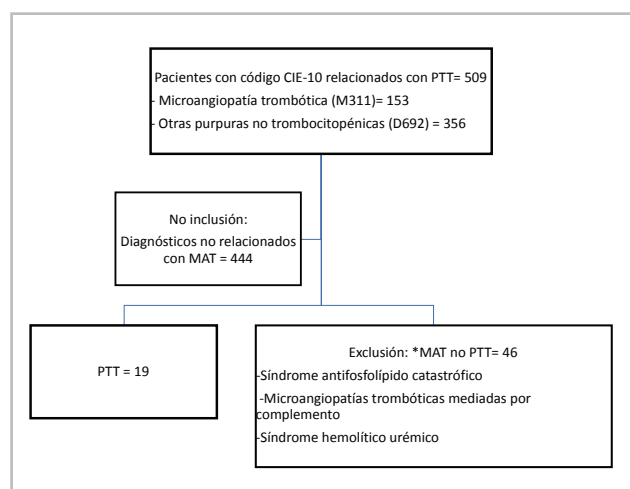 Pacientes con código CIE-10 relacionados con PTT= 509
- Microangiopatía trombótica (M311)= 153
- Otras purpuras no trombocitopénicas (D692) = 356
No inclusión:
Diagnósticos no relacionados
con MAT = 444
PTT = 19
Exclusión: *MAT no PTT= 46
-Síndrome antifosfolípido catastrófico
-Microangiopatías trombóticas mediadas por
complemento
-Síndrome hemolítico urémico